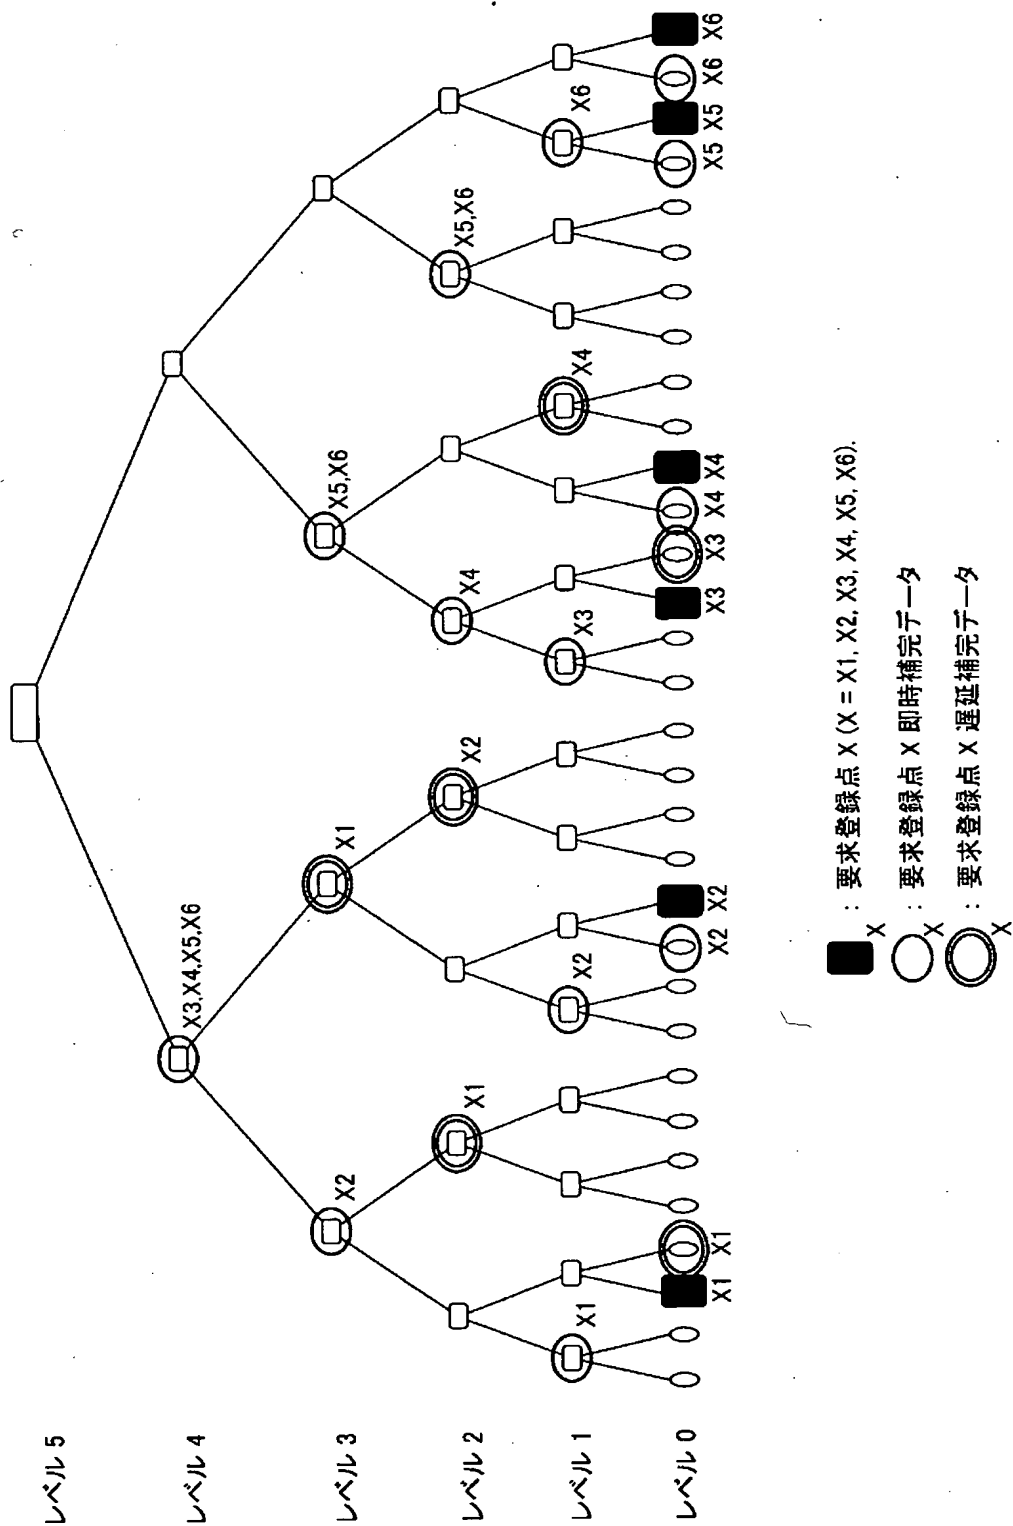 レベル 5
レベル 4
X3,X4,X5,X6
レベル 3
X2
X1
X5,X6
レベル 2
X1
X2
X4
X5,X6
レベル 1
X1
X2
X3
X4
X6
レベル 0
X1
X1
X2
X2
X3
X3
X4
X4
X5
X5
X6
X6
X : 要求登録点 X (X = X1, X2, X3, X4, X5, X6).
X : 要求登録点 X 即時補完データ
X : 要求登録点 X 遅延補完データ